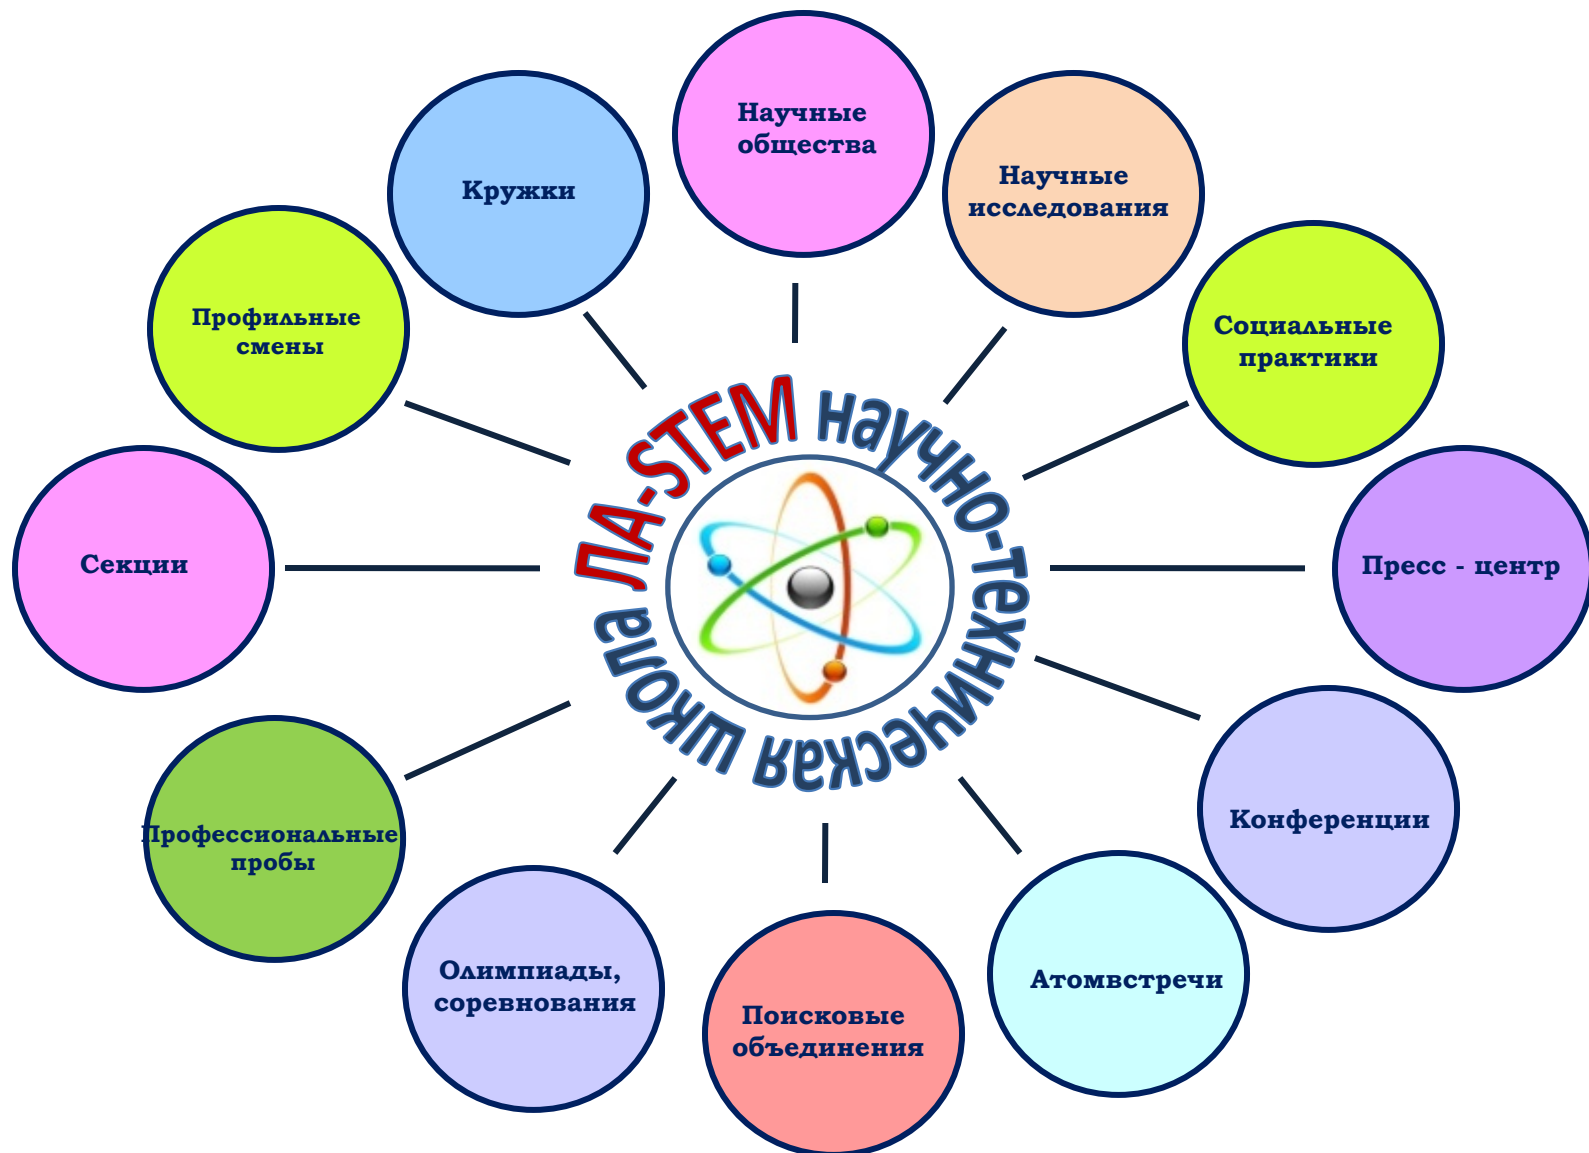 Научные
общества
Научные
исследования
Социальные
практики
Пресс - центр
Конференции
Атомвстречи
Поисковые
объединения
Олимпиады,
соревнования
Профессиональные
пробы
Секции
Профильные
смены
Кружки
ЛА-STEM научно-техническая школа